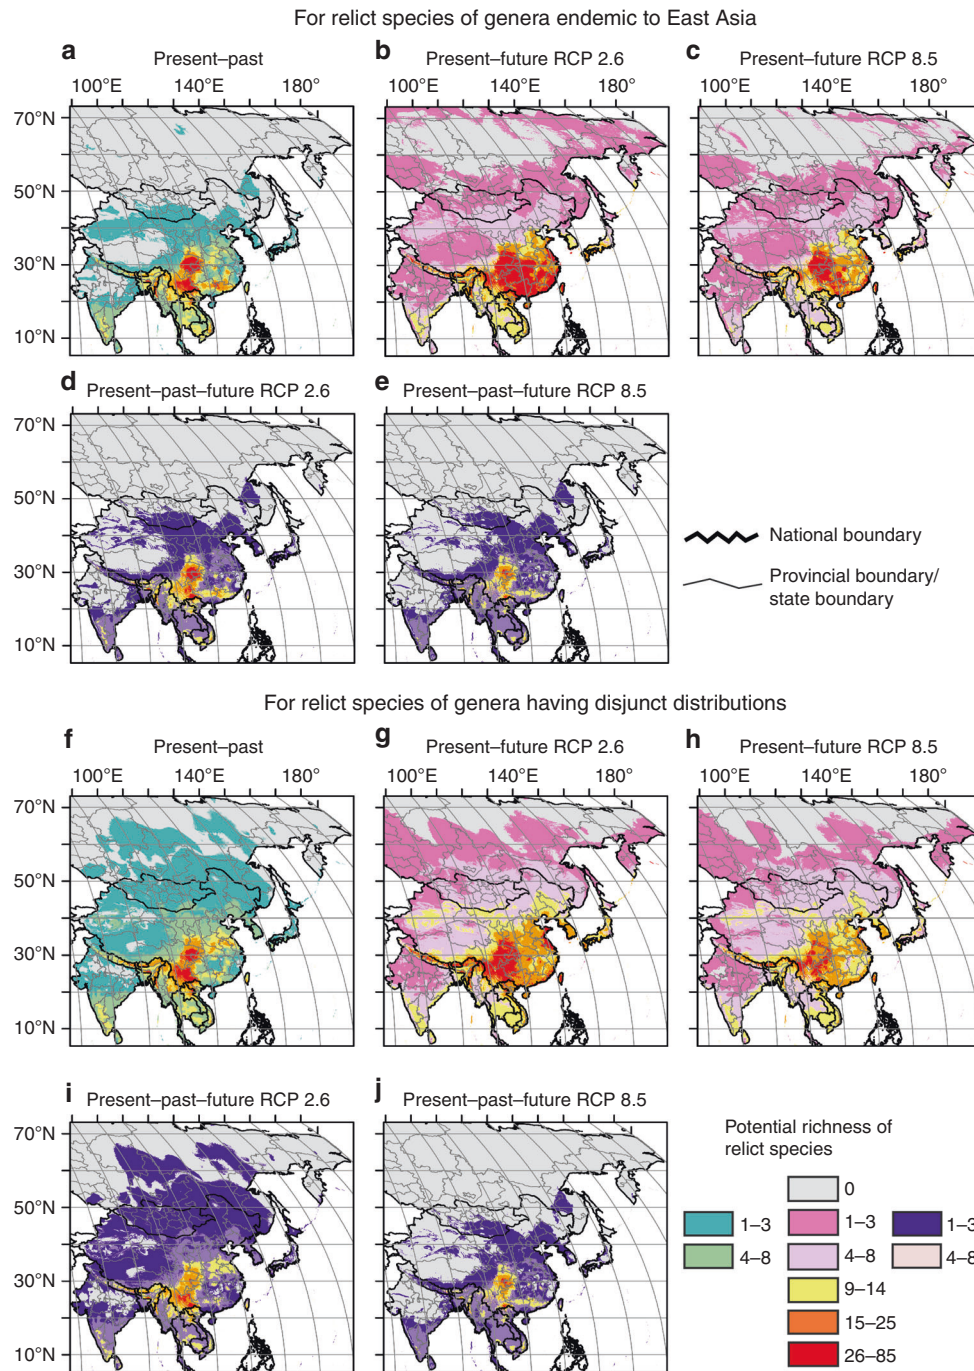 For relict species of genera endemic to East Asia
a
Present–past
b
Present–future RCP 2.6
c
Present–future RCP 8.5
100°E 140° 180°
100°E 140° 180°
100°E 140° 180°
70°N
50°N
30°N
10°N
d
Present–past–future RCP 2.6
e
Present–past–future RCP 8.5
70°N
50°N
30°N
10°N
National boundary
Provincial boundary/
state boundary
For relict species of genera having disjunct distributions
f
Present–past
g
Present–future RCP 2.6
h
Present–future RCP 8.5
100°E 140° 180°
100°E 140° 180°
100°E 140° 180°
70°N
50°N
30°N
10°N
i
Present–past–future RCP 2.6
j
Present–past–future RCP 8.5
70°N
50°N
30°N
10°N
Potential richness of
relict species
0
1–3 1–3 1–3
4–8 4–8 4–8
9–14
15–25
26–85